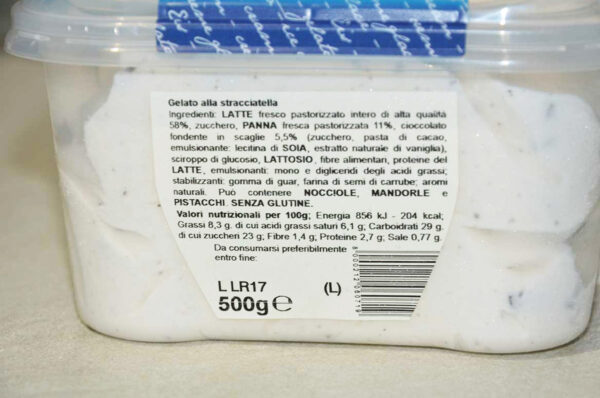 Gelato alla stracciatella
Ingredienti: LATTE fresco pastorizzato intero di alta qualità
58%, zucchero, PANNA fresca pastorizzata 11%, cioccolato
fondente in scaglie 5,5% (zucchero, pasta di cacao,
emulsionante: lecitina di SOIA, estratto naturale di vaniglia),
sciroppo di glucosio, LATTOSIO, fibre alimentari, proteine del
LATTE, emulsionanti: mono e digliceridi degli acidi grassi;
stabilizzanti: gomma di guar, farina di semi di carrube; aromi
naturali. Può contenere NOCCIOLE, MANDORLE e
PISTACCHI. SENZA GLUTINE.
Valori nutrizionali per 100g; Energia 856 kJ - 204 kcal;
Grassi 8,3 g. di cui acidi grassi saturi 6,1 g; Carboidrati 29 g.
di cui zuccheri 23 g; Fibre 1,4 g; Proteine 2,7 g; Sale 0,77 g.
Da consumarsi preferibilmente
entro fine:
L LR17 (L)
500g e